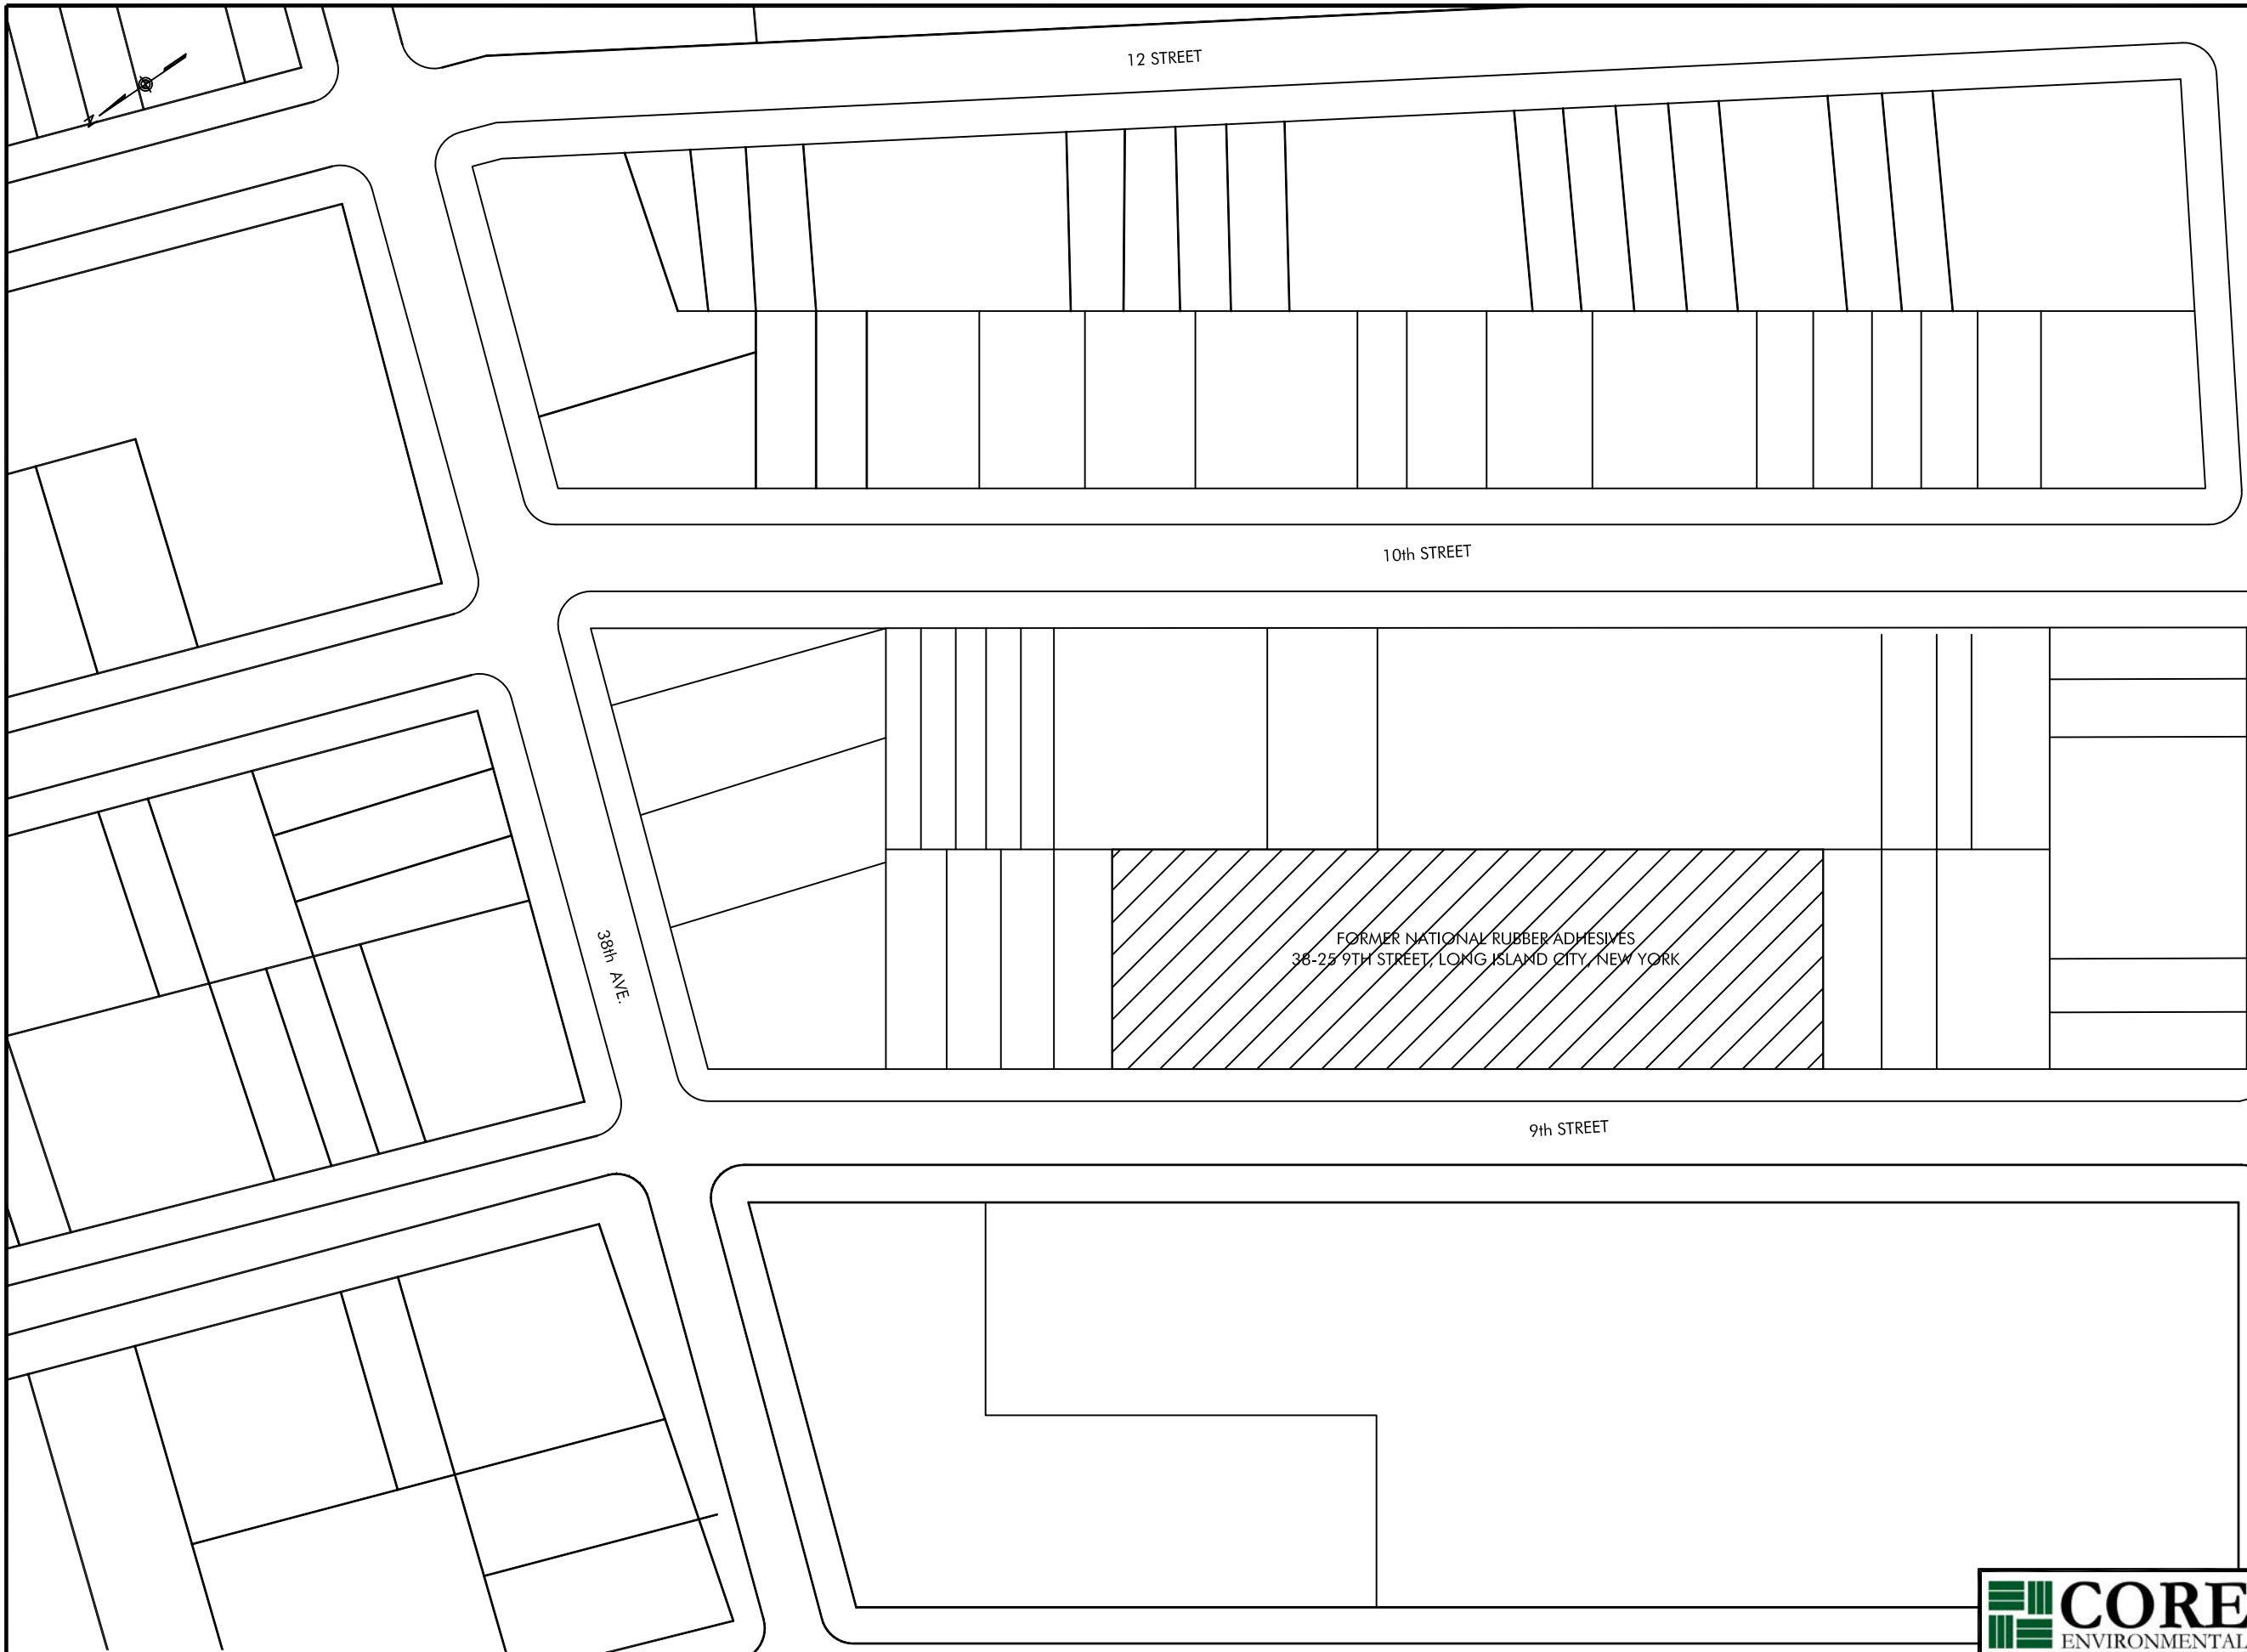 12 STREET
10th STREET
FORMER NATIONAL RUBBER ADHESIVES
38-25 9TH STREET, LONG ISLAND CITY, NEW YORK
38th AVE.
9th STREET
CORE
ENVIRONMENTAL